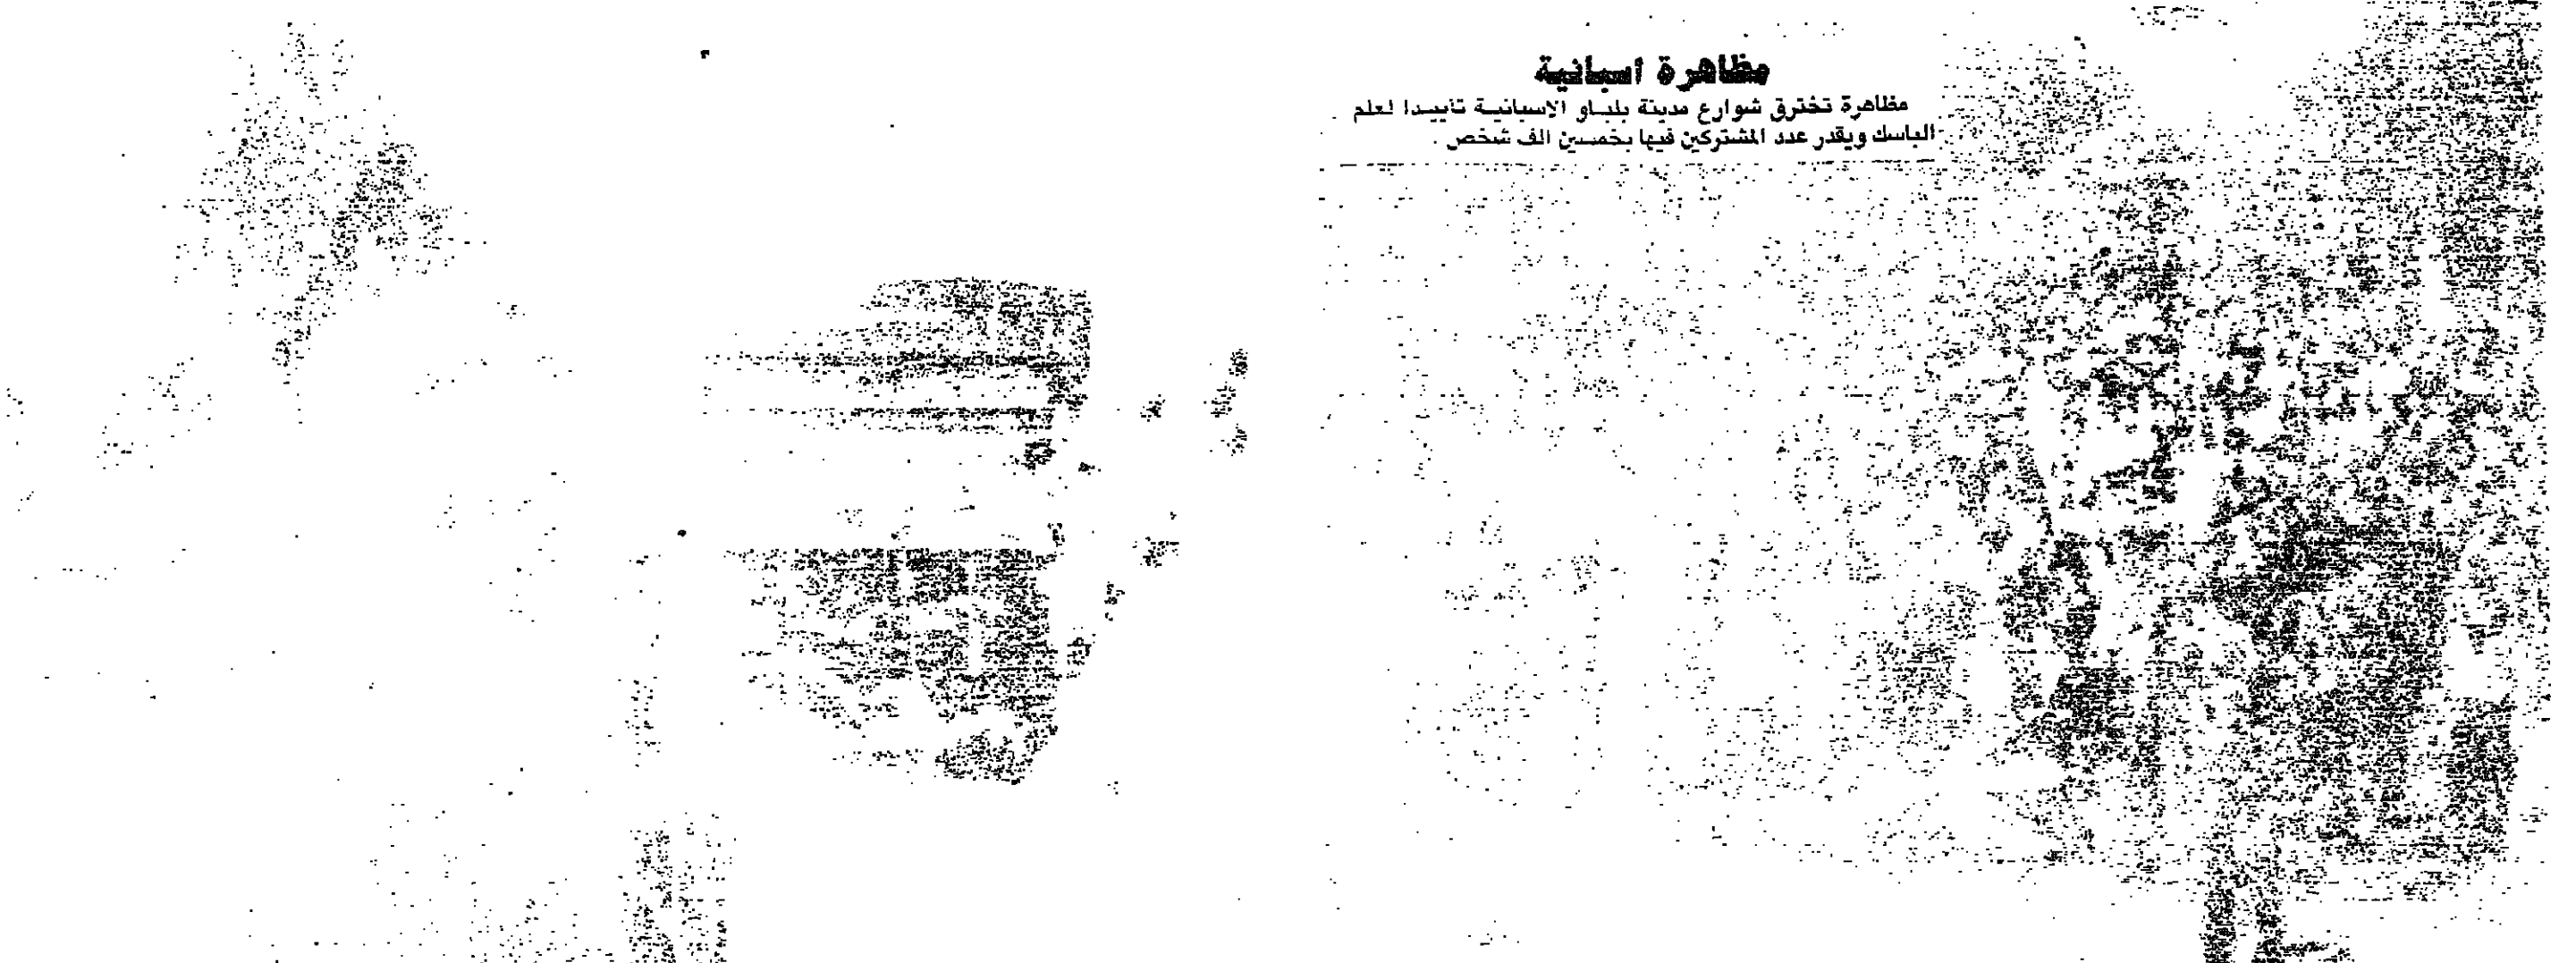 مظاهرة اسبانية
مظاهرة تخترق شوارع مدينة بلباو الاسبانية تاييدا لعلم
الباسك ويقدر عدد المشتركين فيها بخمسين الف شخص .